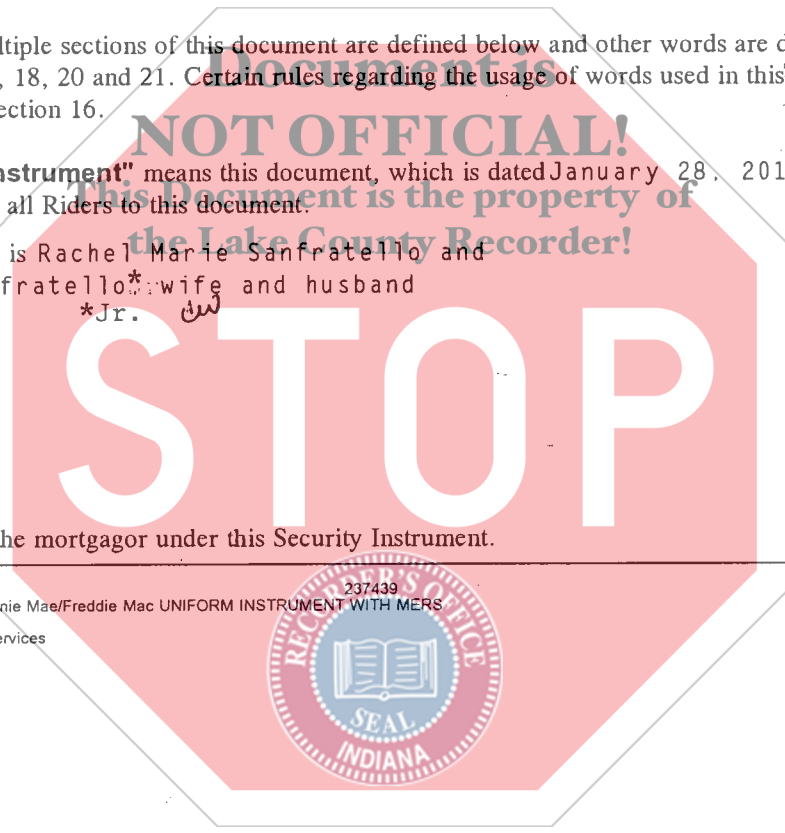 ltiple sections of this document are defined below and other words are d
, 18, 20 and 21. Certain rules regarding the usage of words used in this
ection 16.
Document is
NOT OFFICIAL!
This Document is the property of
the Lake County Recorder!
nstrument" means this document, which is dated January 28, 201
all Riders to this document.
is Rachel Marie Sanfratello and
fratello* wife and husband
*Jr.
STOP
he mortgagor under this Security Instrument.
237439
nie Mae/Freddie Mac UNIFORM INSTRUMENT WITH MERS
ervices
RECORDER'S OFFICE
SEAL
INDIANA